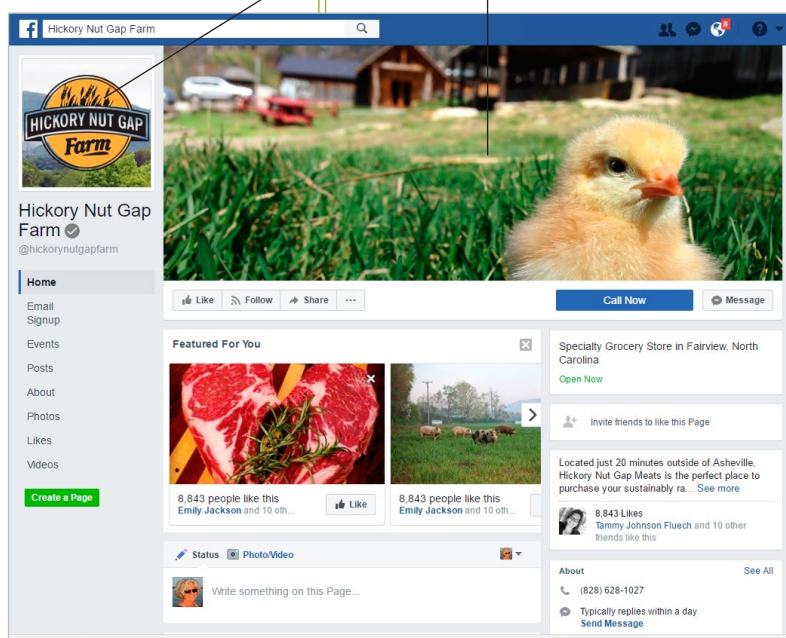 Hickory Nut Gap Farm
8
?
HICKORY NUT GAP
Farm
Hickory Nut Gap
Farm
@hickorynutgapfarm
Home
Email
Signup
Events
Posts
About
Photos
Likes
Videos
Create a Page
Like Follow Share ...
Call Now Message
Featured For You
8,843 people like this
Emily Jackson and 10 oth...
Like
8,843 people like this
Emily Jackson and 10 oth...
Status Photo/Video
Write something on this Page...
Specialty Grocery Store in Fairview, North
Carolina
Open Now
Invite friends to like this Page
Located just 20 minutes outside of Asheville,
Hickory Nut Gap Meats is the perfect place to
purchase your sustainably ra... See more
8,843 Likes
Tammy Johnson Fluech and 10 other
friends like this
About See All
(828) 628-1027
Typically replies within a day
Send Message